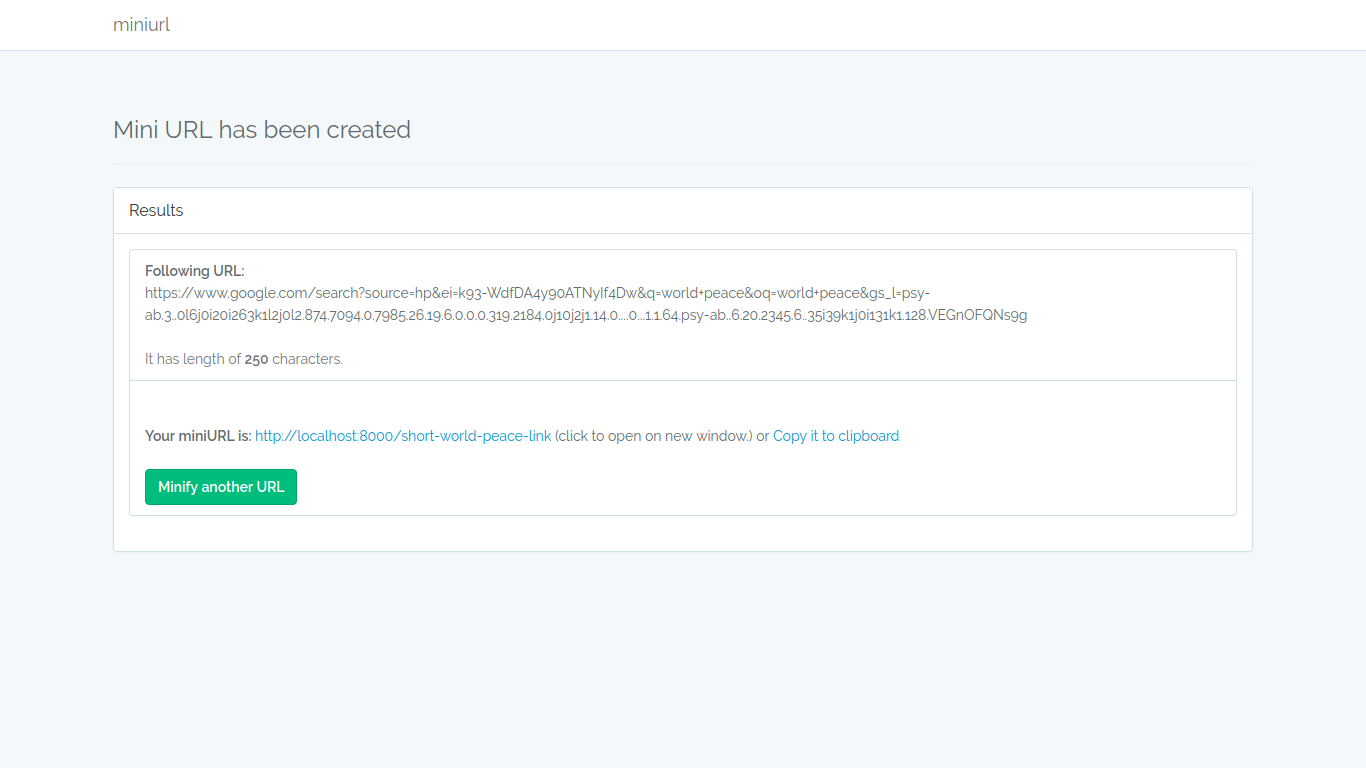 miniurl
Mini URL has been created
Results
Following URL:
https://www.google.com/search?source=hp&ei=k93-WdfDA4y90ATNyIf4Dw&q=world+peace&oq=world+peace&gs_l=psy-
ab.3..0l6j0i20i263k1l2j0l2.874.7094.0.7985.26.19.6.0.0.0.319.2184.0j10j2j1.14.0....0...1.1.64.psy-ab..6.20.2345.6..35i39k1j0i131k1.128.VEGnOFQNs9g
It has length of 250 characters.
Your miniURL is: http://localhost:8000/short-world-peace-link (click to open on new window.) or Copy it to clipboard
Minify another URL